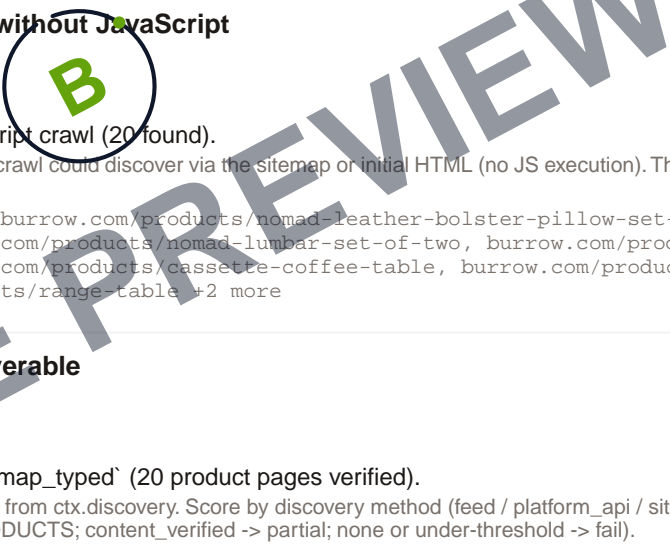 without JavaScript
B
ript crawl (20 found).
crawl could discover via the sitemap or initial HTML (no JS execution). Th
burrow.com/products/nomad-leather-bolster-pillow-set-
com/products/nomad-lumbar-set-of-two, burrow.com/prod
com/products/cassette-coffee-table, burrow.com/produc
ts/range-table +2 more
E PREVIEW
verable
map_typed` (20 product pages verified).
from ctx.discovery. Score by discovery method (feed / platform_api / sit
DUCTS; content_verified -> partial; none or under-threshold -> fail).